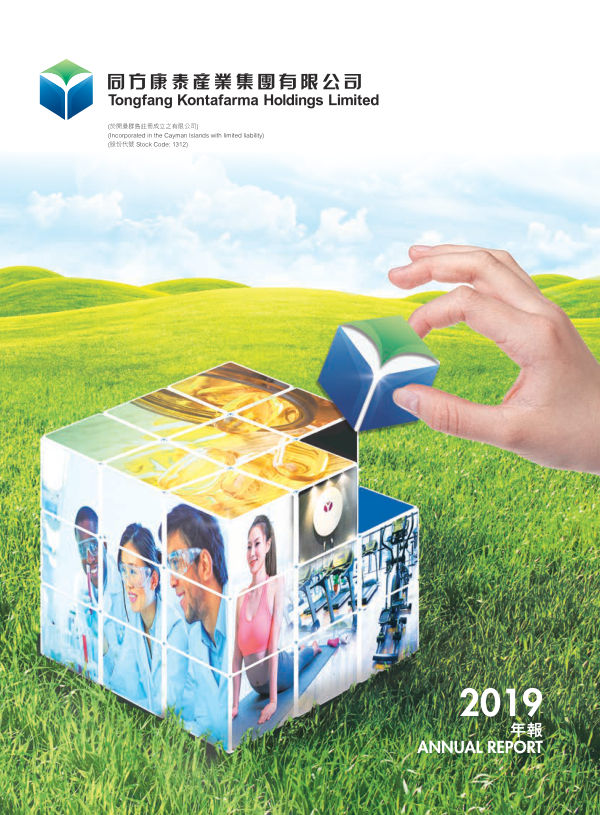 同方康泰產業集團有限公司
Tongfang Kontafarma Holdings Limited
(於開曼群島註冊成立之有限公司)
(Incorporated in the Cayman Islands with limited liability)
(股份代號 Stock Code: 1312)
2019
年報
ANNUAL REPORT